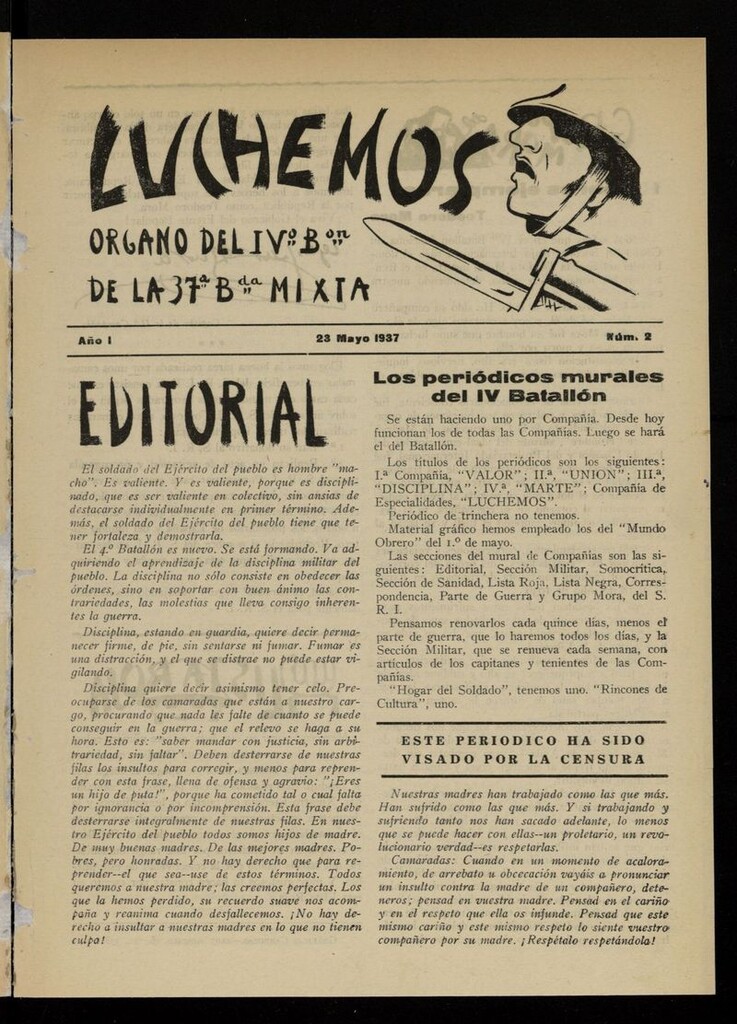 LUCHEMOS
ORGANO DEL IVº Bon
DE LA 37ª Bda MIXTA
Año I 23 Mayo 1937 Núm. 2
EDITORIAL
El soldado del Ejército del pueblo es hombre "ma-
cho". Es valiente. Y es valiente, porque es discipli-
nado, que es ser valiente en colectivo, sin ansias de
destacarse individualmente en primer término. Ade-
más, el soldado del Ejército del pueblo tiene que te-
ner fortaleza y demostrarla.
El 4.º Batallón es nuevo. Se está formando. Va ad-
quiriendo el aprendizaje de la disciplina militar del
pueblo. La disciplina no sólo consiste en obedecer las
órdenes, sino en soportar con buen ánimo las con-
trariedades, las molestias que lleva consigo inheren-
tes la guerra.
Disciplina, estando en guardia, quiere decir perma-
necer firme, de pie, sin sentarse ni fumar. Fumar es
una distracción, y el que se distrae no puede estar vi-
gilando.
Disciplina quiere decir asimismo tener celo. Pre-
ocuparse de los camaradas que están a nuestro car-
go, procurando que nada les falte de cuanto se puede
conseguir en la guerra; que el relevo se haga a su
hora. Esto es: "saber mandar con justicia, sin arbi-
trariedad, sin faltar". Deben desterrarse de nuestras
filas los insultos para corregir, y menos para repren-
der con esta frase, llena de ofensa y agravio: "¡Eres
un hijo de puta!", porque ha cometido tal o cual falta
por ignorancia o por incomprensión. Esta frase debe
desterrarse integralmente de nuestras filas. En nues-
tro Ejército del pueblo todos somos hijos de madre.
De muy buenas madres. De las mejores madres. Po-
bres, pero honradas. Y no hay derecho que para re-
prender--el que sea--use de estos términos. Todos
queremos a nuestra madre; las creemos perfectas. Los
que la hemos perdido, su recuerdo suave nos acom-
paña y reanima cuando desfallecemos. ¡No hay de-
recho a insultar a nuestras madres en lo que no tienen
culpa!
Los periódicos murales
del IV Batallón
Se están haciendo uno por Compañía. Desde hoy
funcionan los de todas las Compañías. Luego se hará
el del Batallón.
Los titulos de los periódicos son los siguientes:
I.ª Compañía, "VALOR"; II.ª, "UNION"; III.ª,
"DISCIPLINA"; IV.ª, "MARTE"; Compañía de
Especialidades, "LUCHEMOS".
Periódico de trinchera no tenemos.
Material gráfico hemos empleado los del "Mundo
Obrero" del 1.º de mayo.
Las secciones del mural de Compañías son las si-
guientes: Editorial, Sección Militar, Somocrítica,
Sección de Sanidad, Lista Roja, Lista Negra, Corres-
pondencia, Parte de Guerra y Grupo Mora, del S.
R. I.
Pensamos renovarlos cada quince días, menos el
parte de guerra, que lo haremos todos los días, y la
Sección Militar, que se renueva cada semana, con
artículos de los capitanes y tenientes de las Com-
pañías.
"Hogar del Soldado", tenemos uno. "Rincones de
Cultura", uno.
ESTE PERIODICO HA SIDO
VISADO POR LA CENSURA
Nuestras madres han trabajado como las que más.
Han sufrido como las que más. Y si trabajando y
sufriendo tanto nos han sacado adelante, lo menos
que se puede hacer con ellas--un proletario, un revo-
lucionario verdad--es respetarlas.
Camaradas: Cuando en un momento de acalora-
miento, de arrebato u obcecación vayáis a pronunciar
un insulto contra la madre de un compañero, dete-
neros; pensad en vuestra madre. Pensad en el cariño
y en el respeto que ella os infunde. Pensad que este
mismo cariño y este mismo respeto lo siente vuestro
compañero por su madre. ¡Respétalo respetándola!